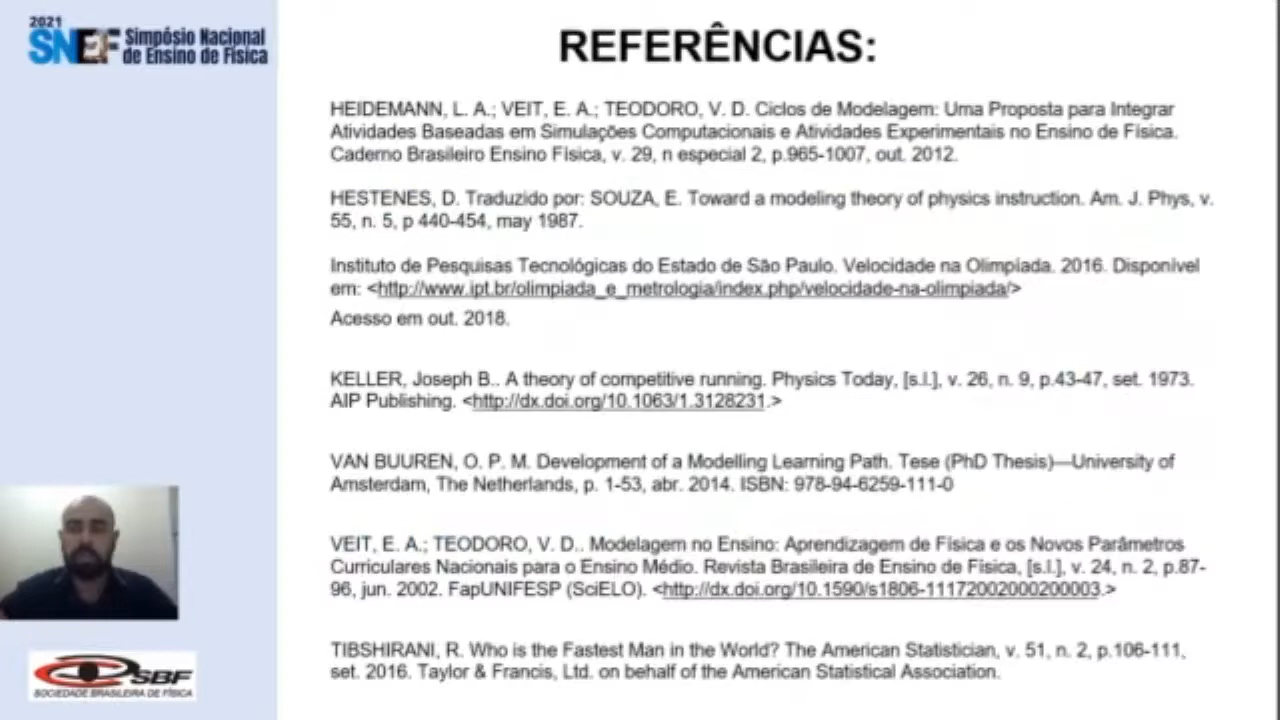 2021
SNEF Simpósio Nacional
de Ensino de Física
REFERÊNCIAS:
HEIDEMANN, L. A.; VEIT, E. A.; TEODORO, V. D. Ciclos de Modelagem: Uma Proposta para Integrar
Atividades Baseadas em Simulações Computacionais e Atividades Experimentais no Ensino de Física.
Caderno Brasileiro Ensino Física, v. 29, n especial 2, p.965-1007, out. 2012.
HESTENES, D. Traduzido por: SOUZA, E. Toward a modeling theory of physics instruction. Am. J. Phys, v.
55, n. 5, p 440-454, may 1987.
Instituto de Pesquisas Tecnológicas do Estado de São Paulo. Velocidade na Olimpíada. 2016. Disponível
em: <http://www.ipt.br/olimpiada_e_metrologia/index.php/velocidade-na-olimpiada/>
Acesso em out. 2018.
KELLER, Joseph B.. A theory of competitive running. Physics Today, [s.l.], v. 26, n. 9, p.43-47, set. 1973.
AIP Publishing. <http://dx.doi.org/10.1063/1.3128231.>
VAN BUUREN, O. P. M. Development of a Modelling Learning Path. Tese (PhD Thesis)—University of
Amsterdam, The Netherlands, p. 1-53, abr. 2014. ISBN: 978-94-6259-111-0
VEIT, E. A.; TEODORO, V. D.. Modelagem no Ensino: Aprendizagem de Física e os Novos Parâmetros
Curriculares Nacionais para o Ensino Médio. Revista Brasileira de Ensino de Física, [s.l.], v. 24, n. 2, p.87-
96, jun. 2002. FapUNIFESP (SciELO). <http://dx.doi.org/10.1590/s1806-11172002000200003.>
TIBSHIRANI, R. Who is the Fastest Man in the World? The American Statistician, v. 51, n. 2, p.106-111,
set. 2016. Taylor & Francis, Ltd. on behalf of the American Statistical Association.
SBF
SOCIEDADE BRASILEIRA DE FÍSICA